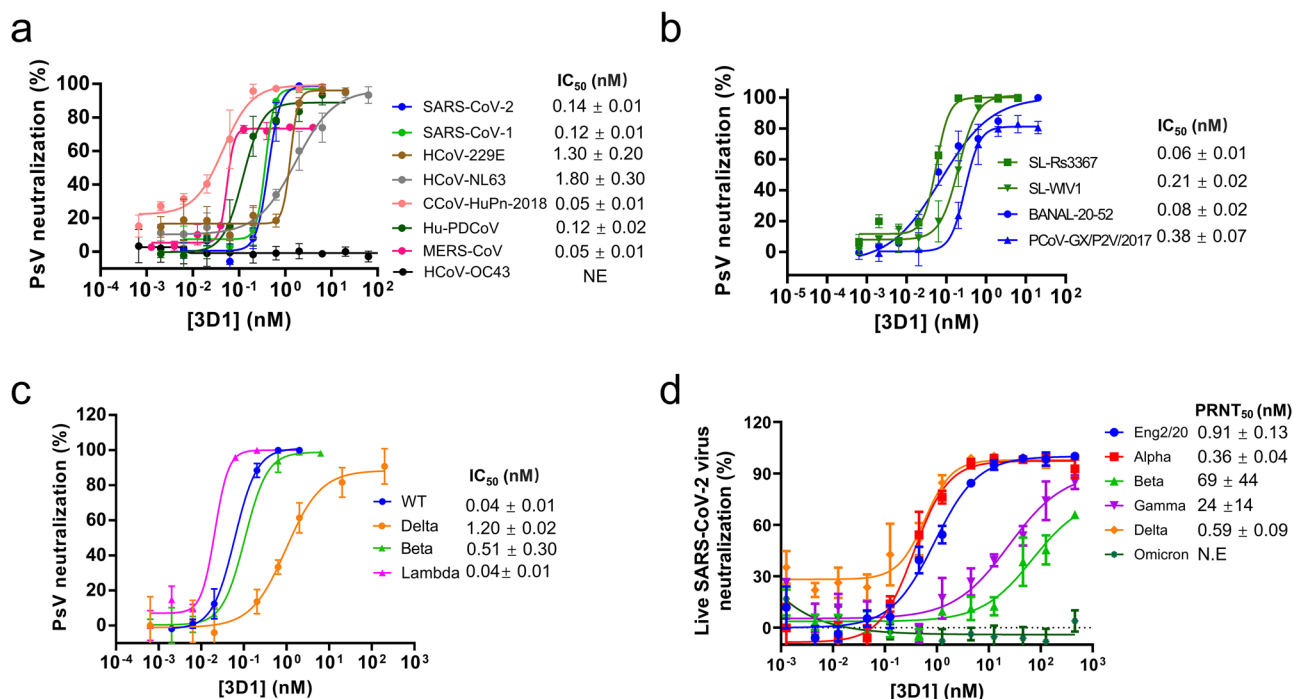 a
PsV neutralization (%)
100
80
60
40
20
0
10-4 10-3 10-2 10-1 100 101 102
[3D1] (nM)
IC50 (nM)
SARS-CoV-2 0.14 ± 0.01
SARS-CoV-1 0.12 ± 0.01
HCoV-229E 1.30 ± 0.20
HCoV-NL63 1.80 ± 0.30
CCoV-HuPn-2018 0.05 ± 0.01
Hu-PDCoV 0.12 ± 0.02
MERS-CoV 0.05 ± 0.01
HCoV-OC43 NE
b
PsV neutralization (%)
100
80
60
40
20
0
10-5 10-4 10-3 10-2 10-1 100 101 102
[3D1] (nM)
IC50 (nM)
SL-Rs3367 0.06 ± 0.01
SL-WIV1 0.21 ± 0.02
BANAL-20-52 0.08 ± 0.02
PCoV-GX/P2V/2017 0.38 ± 0.07
c
PsV neutralization (%)
120
100
80
60
40
20
0
10-4 10-3 10-2 10-1 100 101 102 103
[3D1] (nM)
IC50 (nM)
WT 0.04 ± 0.01
Delta 1.20 ± 0.02
Beta 0.51 ± 0.30
Lambda 0.04± 0.01
d
Live SARS-CoV-2 virus
neutralization (%)
120
90
60
30
0
10-3 10-2 10-1 100 101 102 103
[3D1] (nM)
PRNT50 (nM)
Eng2/20 0.91 ± 0.13
Alpha 0.36 ± 0.04
Beta 69 ± 44
Gamma 24 ±14
Delta 0.59 ± 0.09
Omicron N.E